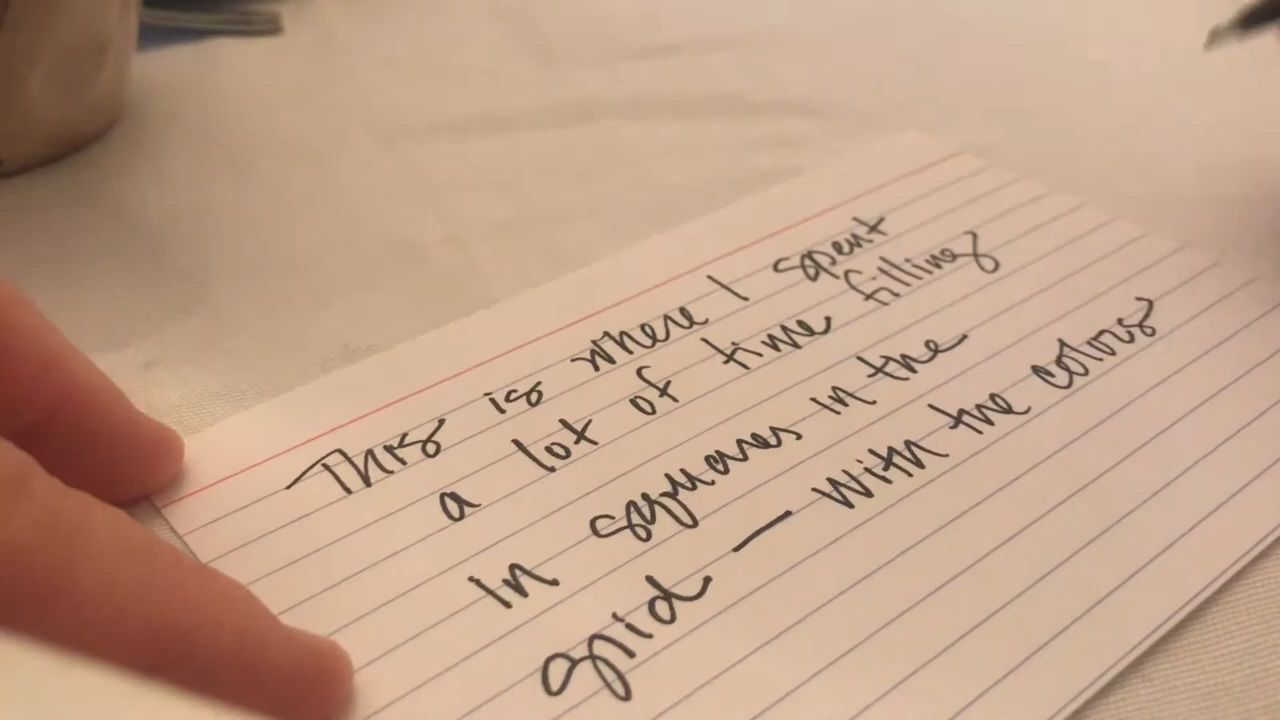 This is where I spent
a lot of time filling
in squares in the
grid — with the colors